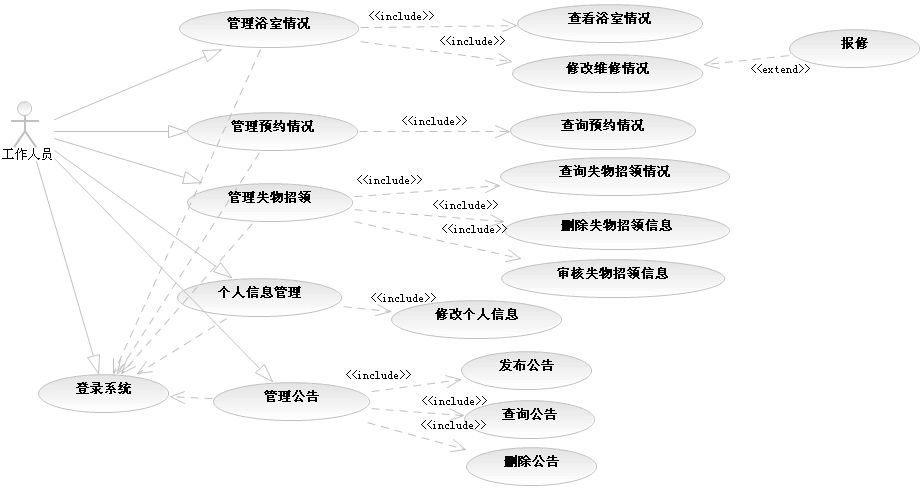 管理浴室情况
<<include>>
查看浴室情况
<<include>>
修改维修情况
报修
<<extend>>
工作人员
管理预约情况
<<include>>
查询预约情况
管理失物招领
<<include>>
查询失物招领情况
<<include>>
删除失物招领信息
<<include>>
审核失物招领信息
个人信息管理
<<include>>
修改个人信息
登录系统
管理公告
<<include>>
发布公告
<<include>>
查询公告
<<include>>
删除公告